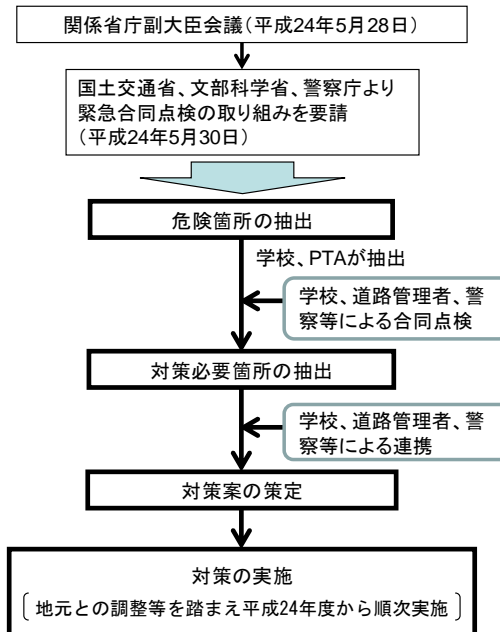 関係省庁副大臣会議（平成24年5月28日）
国土交通省、文部科学省、警察庁より
緊急合同点検の取り組みを要請
（平成24年5月30日）
危険箇所の抽出
学校、PTAが抽出
学校、道路管理者、警
察等による合同点検
対策必要箇所の抽出
学校、道路管理者、警
察等による連携
対策案の策定
対策の実施
〔 地元との調整等を踏まえ平成24年度から順次実施 〕